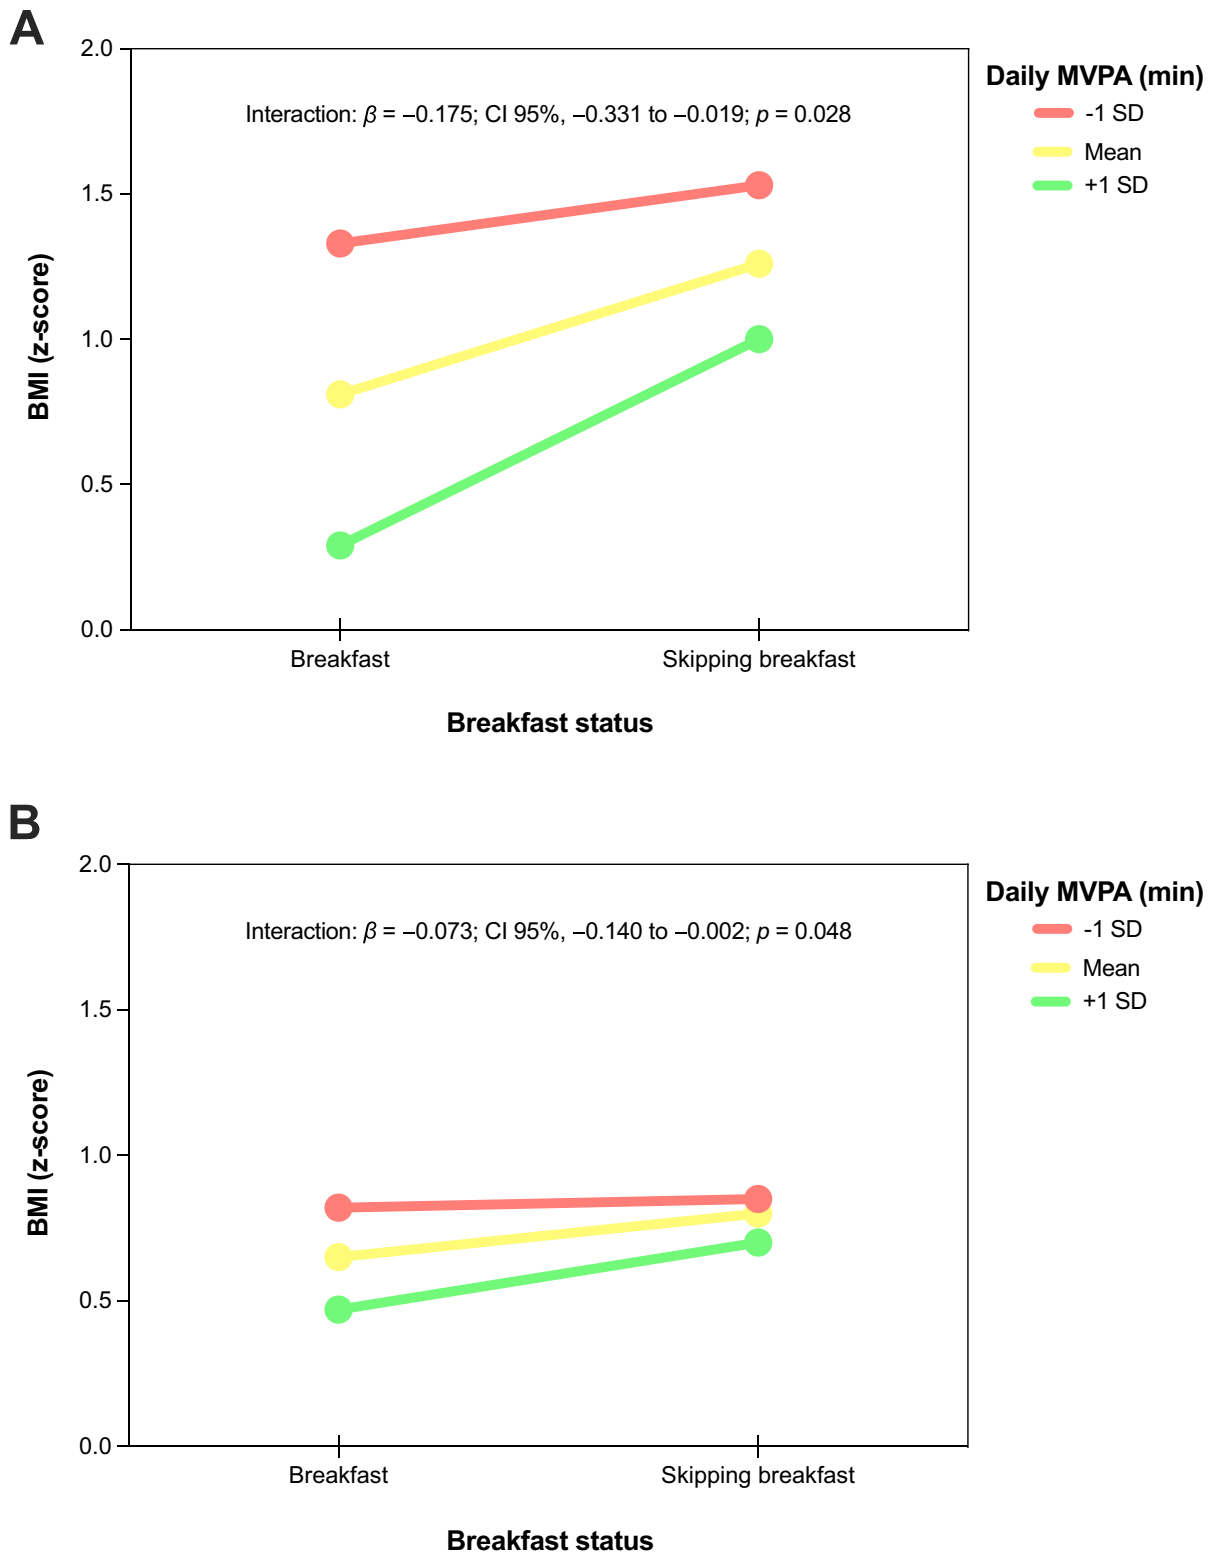 A
2.0
Daily MVPA (min)
-1 SD
Interaction: β = −0.175; CI 95%, −0.331 to −0.019; p = 0.028
Mean
+1 SD
1.5
BMI (z-score)
1.0
0.5
0.0
Breakfast
Skipping breakfast
Breakfast status
B
2.0
Daily MVPA (min)
-1 SD
Interaction: β = −0.073; CI 95%, −0.140 to −0.002; p = 0.048
Mean
+1 SD
1.5
BMI (z-score)
1.0
0.5
0.0
Breakfast
Skipping breakfast
Breakfast status